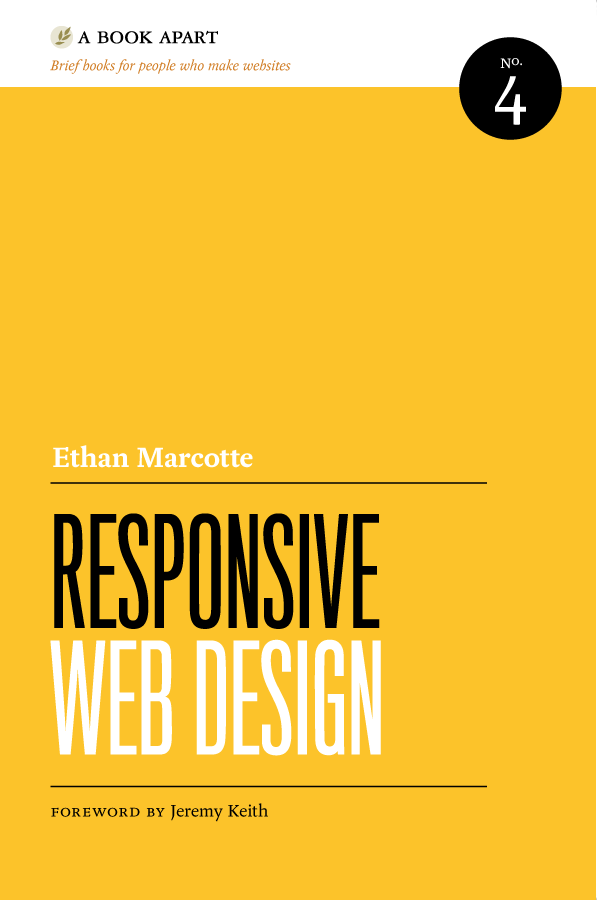 A BOOK APART
Brief books for people who make websites
No.
4
Ethan Marcotte
RESPONSIVE
WEB DESIGN
FOREWORD BY Jeremy Keith